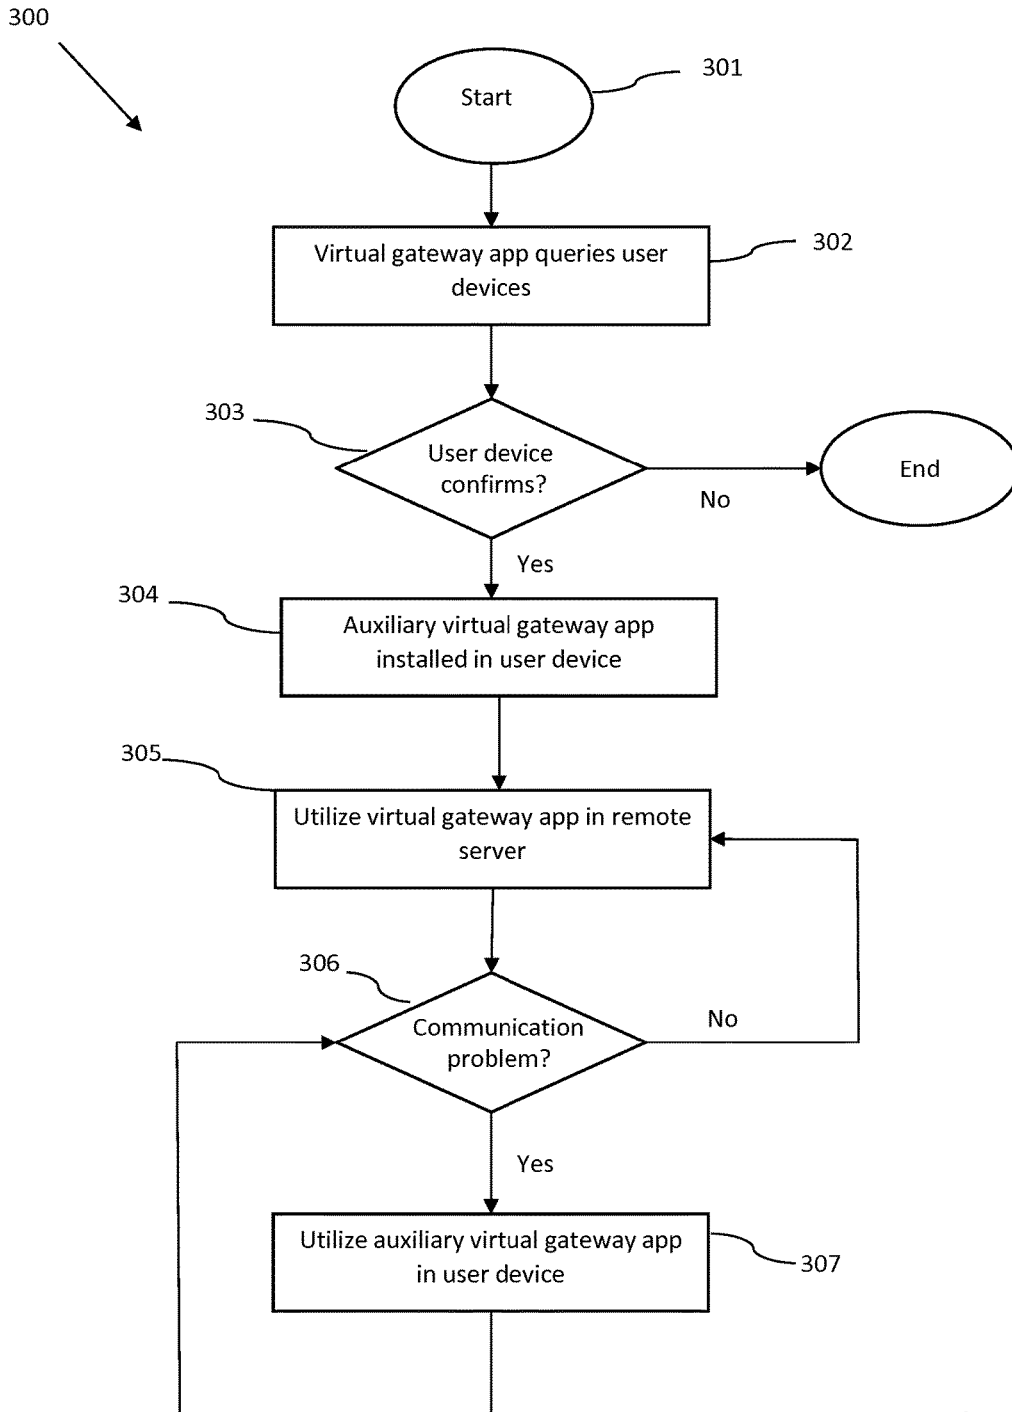 300
301
Start
302
Virtual gateway app queries user
devices
303
User device
confirms?
End
No
Yes
304
Auxiliary virtual gateway app
installed in user device
305
Utilize virtual gateway app in remote
server
306
Communication
problem?
No
Yes
Utilize auxiliary virtual gateway app
in user device
307